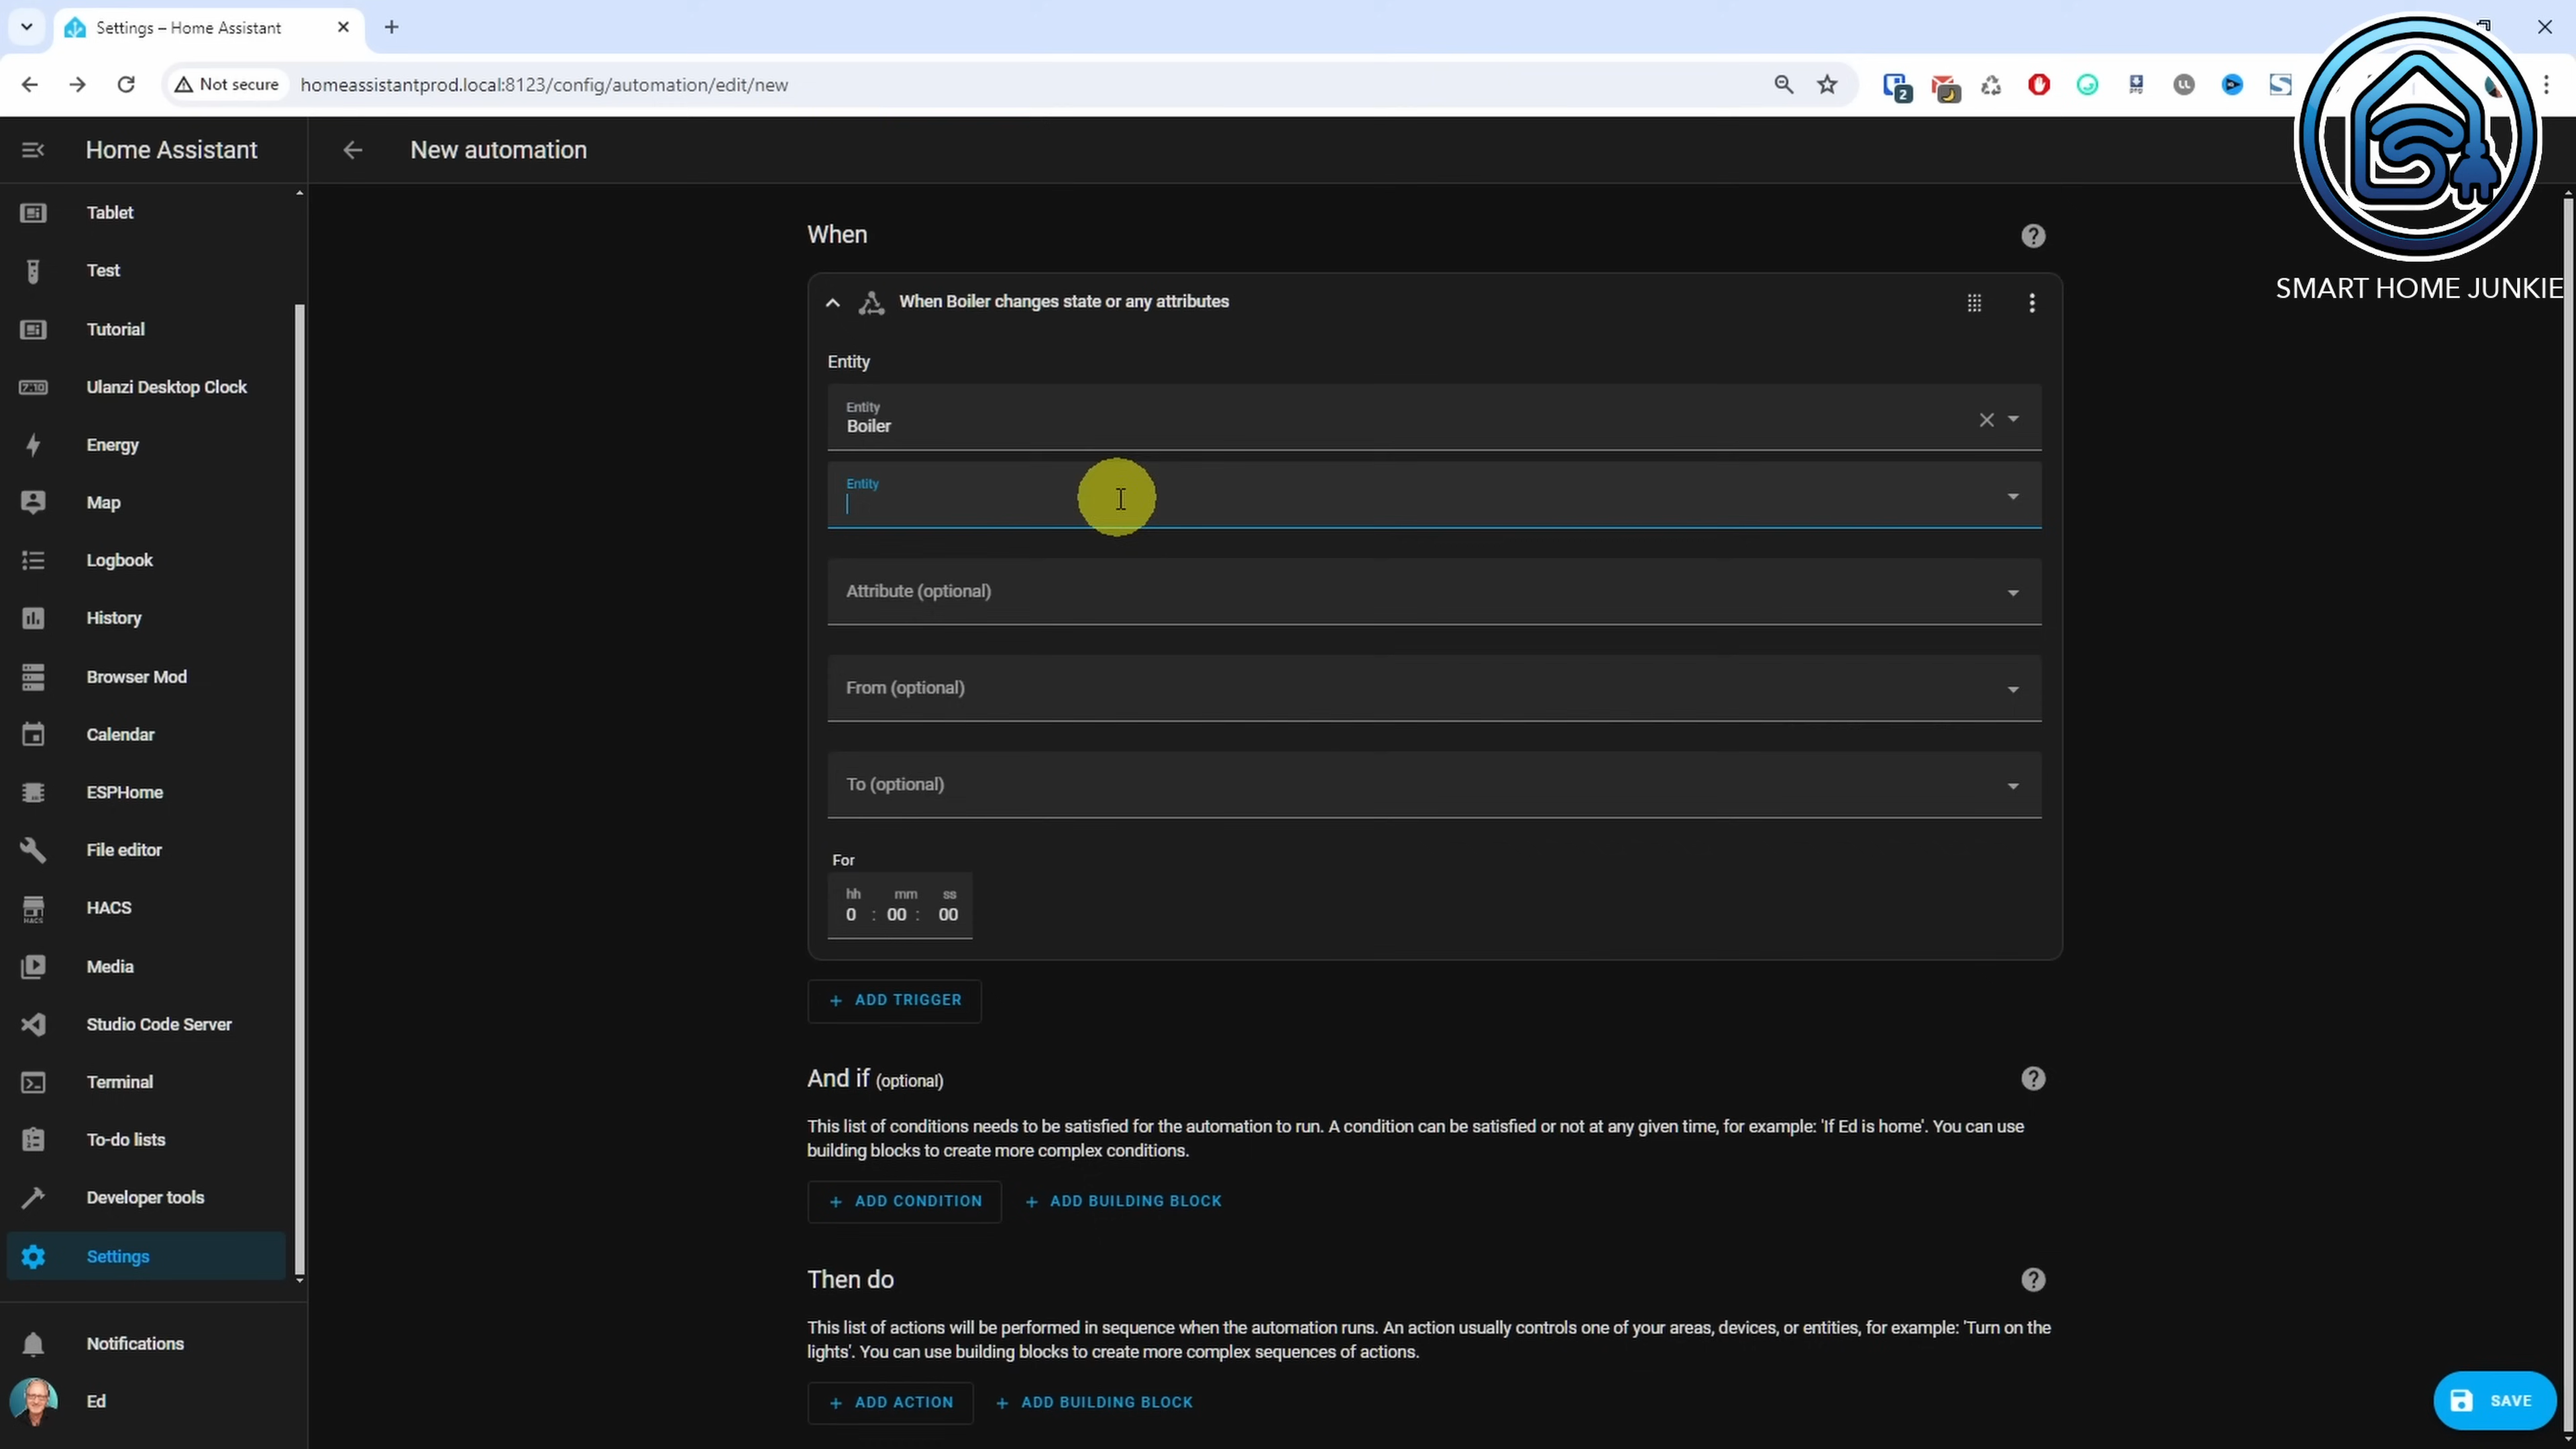 Settings – Home Assistant
Not secure
homeassistantprod.local:8123/config/automation/edit/new
2
SMART HOME JUNKIE
Home Assistant
New automation
Tablet
Test
Tutorial
Ulanzi Desktop Clock
Energy
Map
Logbook
History
Browser Mod
Calendar
ESPHome
File editor
HACS
Media
Studio Code Server
Terminal
To-do lists
Developer tools
Settings
Notifications
Ed
When
When Boiler changes state or any attributes
Entity
Entity
Boiler
Entity
Attribute (optional)
From (optional)
To (optional)
For
hh mm ss
0 : 00 : 00
+ ADD TRIGGER
And if (optional)
This list of conditions needs to be satisfied for the automation to run. A condition can be satisfied or not at any given time, for example: 'If Ed is home'. You can use
building blocks to create more complex conditions.
+ ADD CONDITION + ADD BUILDING BLOCK
Then do
This list of actions will be performed in sequence when the automation runs. An action usually controls one of your areas, devices, or entities, for example: 'Turn on the
lights'. You can use building blocks to create more complex sequences of actions.
+ ADD ACTION + ADD BUILDING BLOCK
SAVE